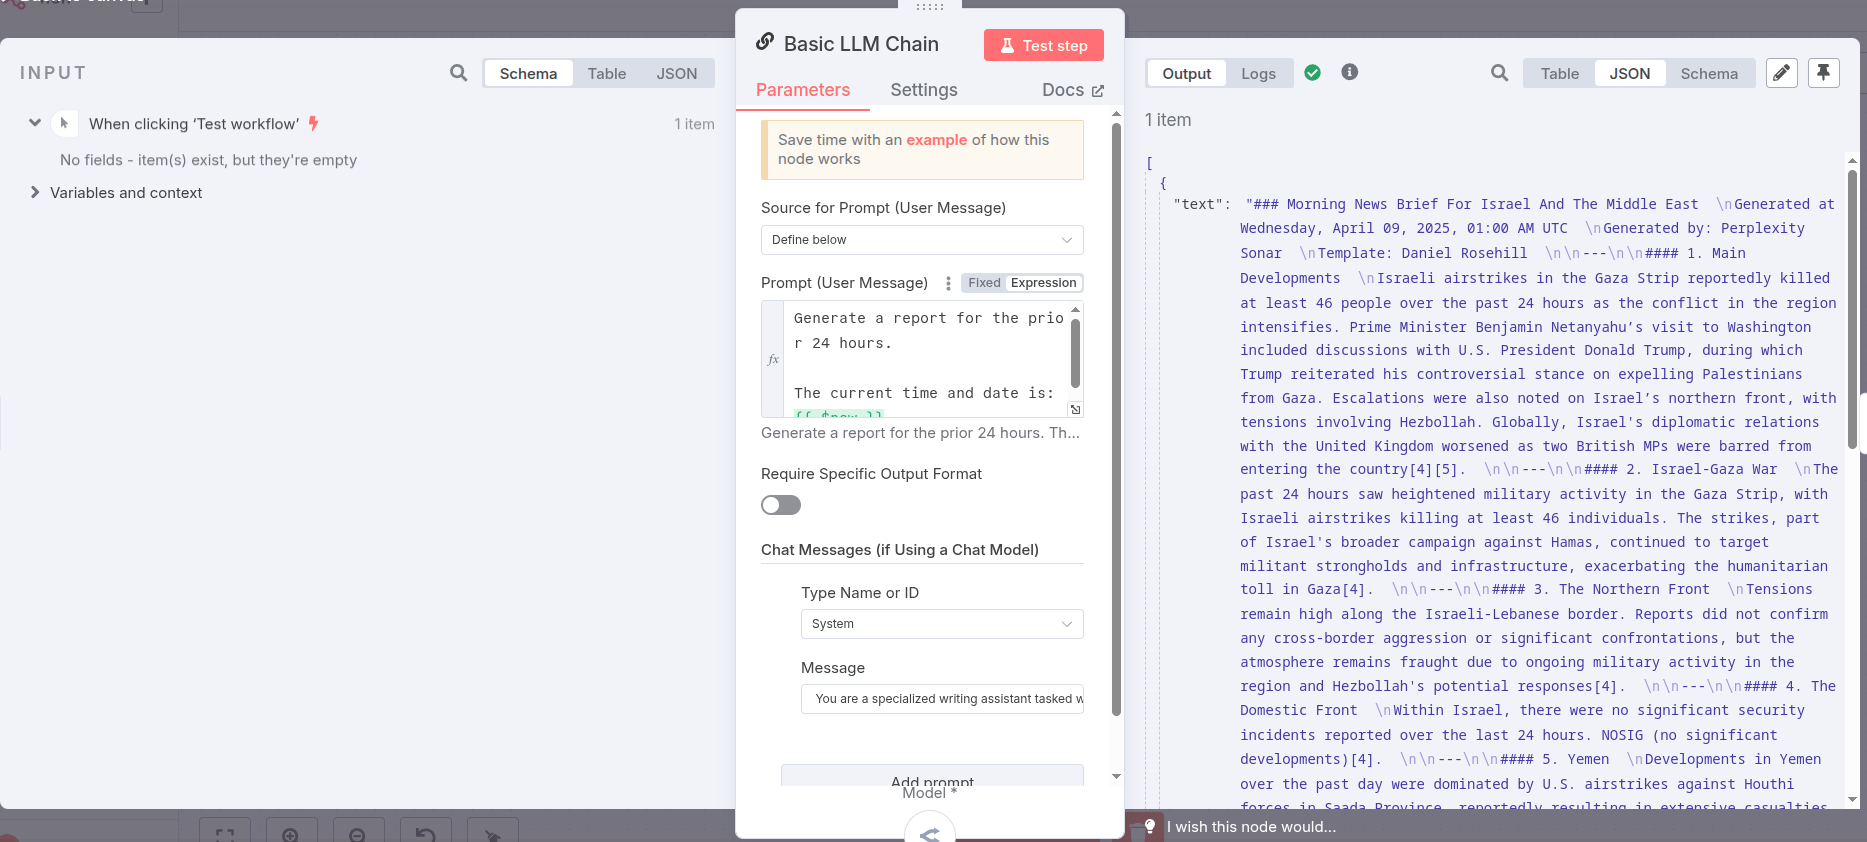 INPUT
Schema
Table
JSON
When clicking ‘Test workflow’
1 item
No fields - item(s) exist, but they're empty
Variables and context
Basic LLM Chain
Test step
Parameters
Settings
Docs
Save time with an example of how this
node works
Source for Prompt (User Message)
Define below
Prompt (User Message)
Fixed
Expression
fx
Generate a report for the prio
r 24 hours.
The current time and date is:
{{ $now }}
Generate a report for the prior 24 hours. Th...
Require Specific Output Format
Chat Messages (if Using a Chat Model)
Type Name or ID
System
Message
You are a specialized writing assistant tasked w
Add prompt
Model *
Output
Logs
Table
JSON
Schema
1 item
[
{
"text": "### Morning News Brief For Israel And The Middle East  \nGenerated at
Wednesday, April 09, 2025, 01:00 AM UTC  \nGenerated by: Perplexity
Sonar  \nTemplate: Daniel Rosehill  \n\n---\n\n#### 1. Main
Developments  \nIsraeli airstrikes in the Gaza Strip reportedly killed
at least 46 people over the past 24 hours as the conflict in the region
intensifies. Prime Minister Benjamin Netanyahu’s visit to Washington
included discussions with U.S. President Donald Trump, during which
Trump reiterated his controversial stance on expelling Palestinians
from Gaza. Escalations were also noted on Israel’s northern front, with
tensions involving Hezbollah. Globally, Israel's diplomatic relations
with the United Kingdom worsened as two British MPs were barred from
entering the country[4][5].  \n\n---\n\n#### 2. Israel-Gaza War  \nThe
past 24 hours saw heightened military activity in the Gaza Strip, with
Israeli airstrikes killing at least 46 individuals. The strikes, part
of Israel's broader campaign against Hamas, continued to target
militant strongholds and infrastructure, exacerbating the humanitarian
toll in Gaza[4].  \n\n---\n\n#### 3. The Northern Front  \nTensions
remain high along the Israeli-Lebanese border. Reports did not confirm
any cross-border aggression or significant confrontations, but the
atmosphere remains fraught due to ongoing military activity in the
region and Hezbollah's potential responses[4].  \n\n---\n\n#### 4. The
Domestic Front  \nWithin Israel, there were no significant security
incidents reported over the last 24 hours. NOSIG (no significant
developments)[4].  \n\n---\n\n#### 5. Yemen  \nDevelopments in Yemen
over the past day were dominated by U.S. airstrikes against Houthi
forces in Saada Province, reportedly resulting in extensive casualties
I wish this node would...